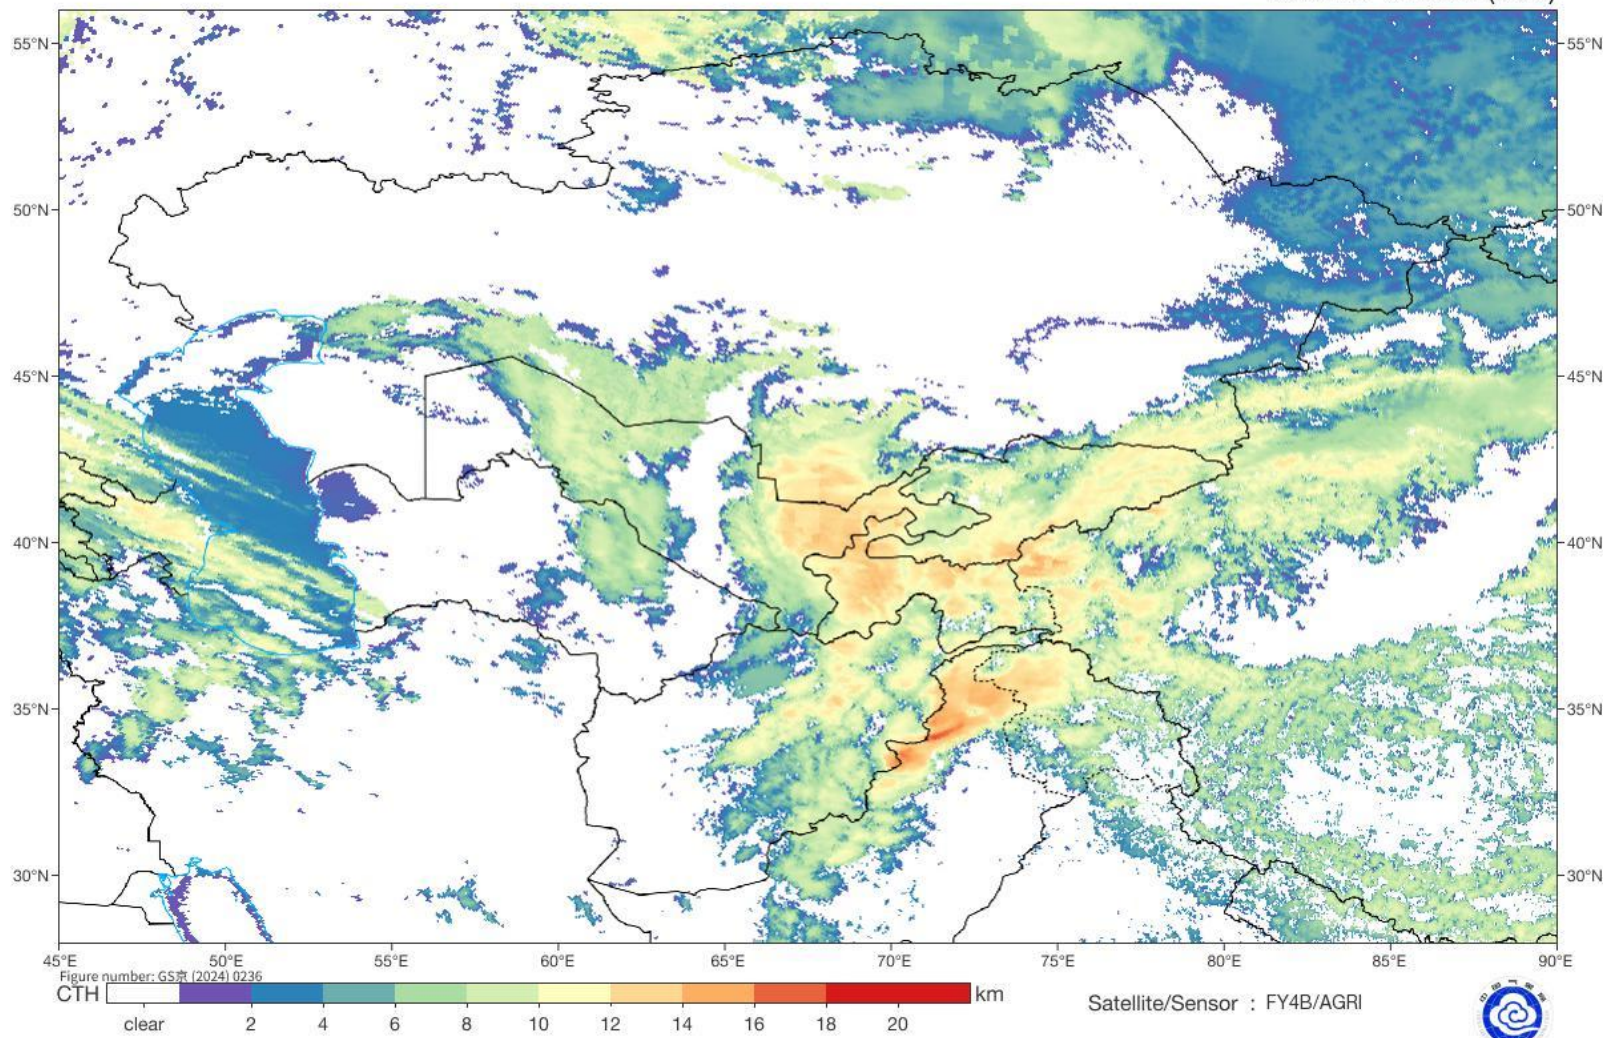 55°N 55°N
50°N 50°N
45°N 45°N
40°N 40°N
35°N 35°N
30°N 30°N
45°E 50°E 55°E 60°E 65°E 70°E 75°E 80°E 85°E 90°E
Figure number: GS京 (2024) 0236
CTH km
clear 2 4 6 8 10 12 14 16 18 20
Satellite/Sensor : FY4B/AGRI